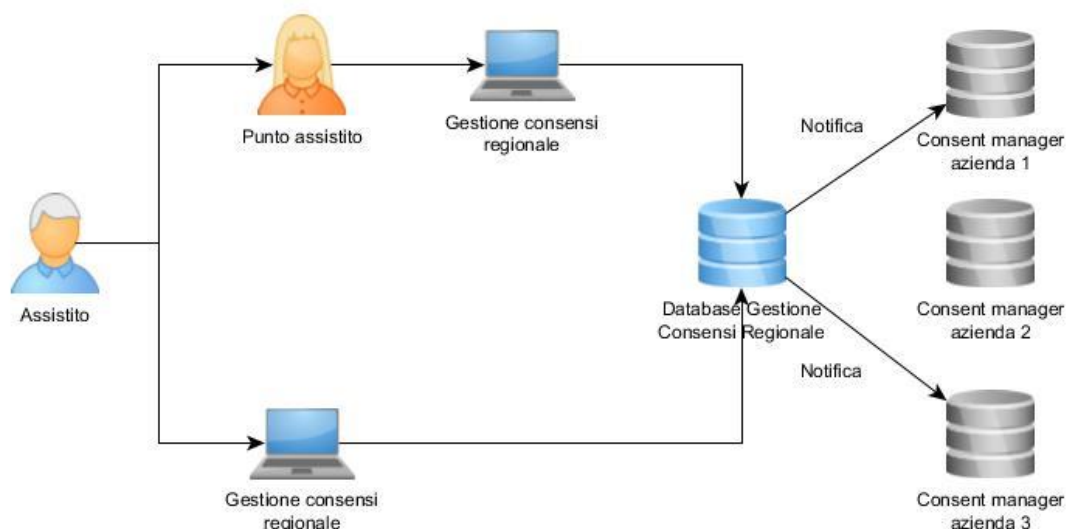 Punto assistito
Gestione consensi
regionale
Notifica
Consent manager
azienda 1
Assistito
Database Gestione
Consensi Regionale
Consent manager
azienda 2
Notifica
Gestione consensi
regionale
Consent manager
azienda 3